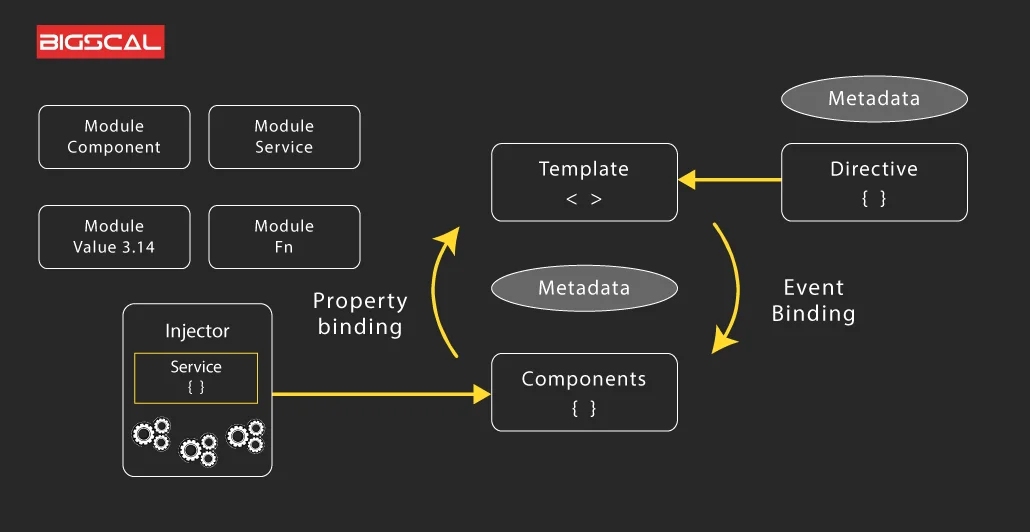 BIGSCAL
Module
Component
Module
Service
Module
Value 3.14
Module
Fn
Metadata
Directive
{ }
Template
< >
Metadata
Property
binding
Event
Binding
Components
{ }
Injector
Service
{ }